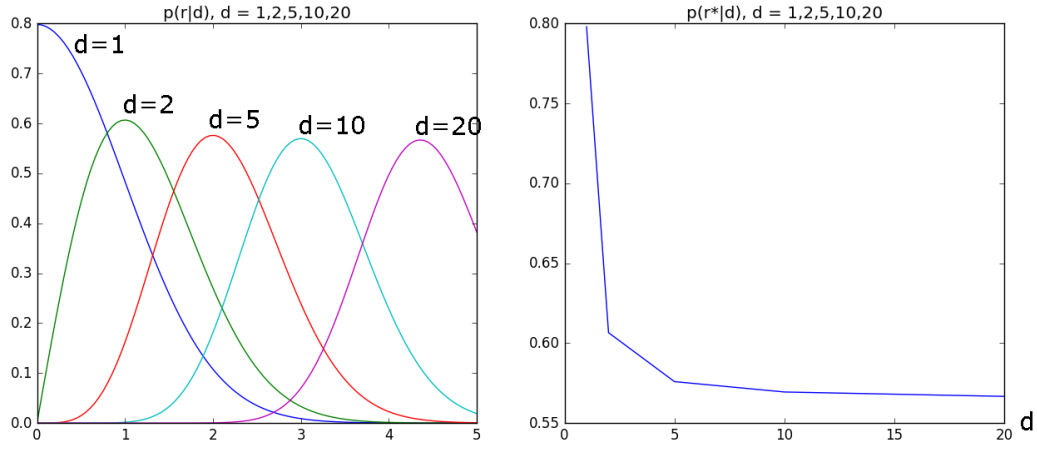 p(r|d), d = 1,2,5,10,20
0.8
0.7
0.6
0.5
0.4
0.3
0.2
0.1
0.0
0 1 2 3 4 5
d=1
d=2
d=5
d=10
d=20
p(r*|d), d = 1,2,5,10,20
0.80
0.75
0.70
0.65
0.60
0.55
0 5 10 15 20
d